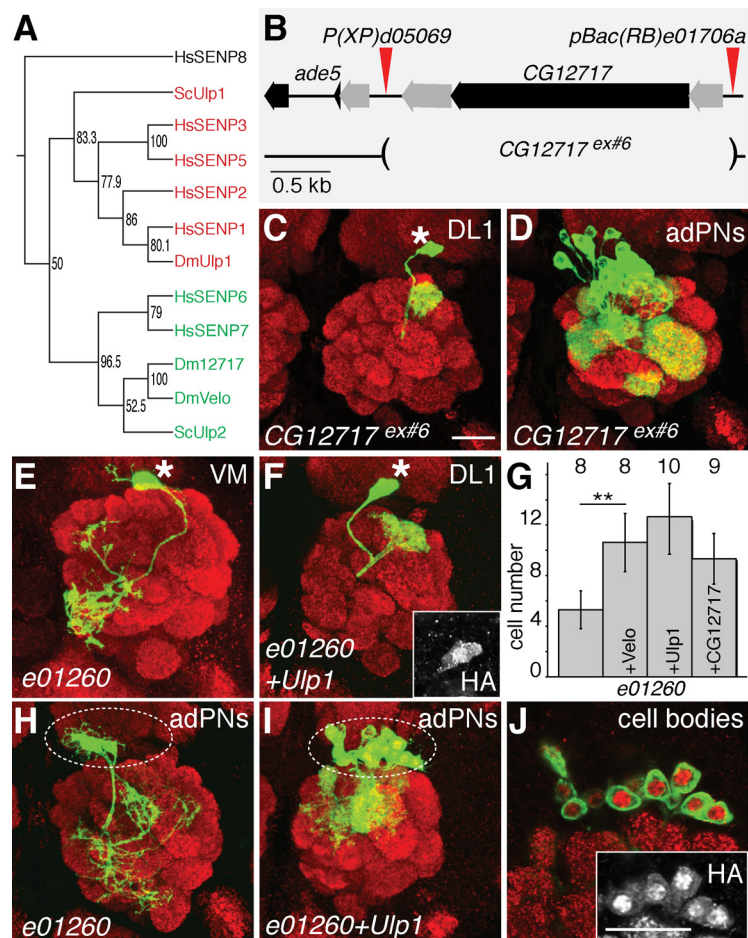 A
HsSENP8
ScUlp1
HsSENP3
HsSENP5
HsSENP2
HsSENP1
DmUlp1
HsSENP6
HsSENP7
Dm12717
DmVelo
ScUlp2
83.3
100
77.9
86
80.1
50
79
96.5
100
52.5
B
P(XP)d05069
pBac(RB)e01706a
ade5
CG12717
( CG12717 ex#6 )
0.5 kb
C
*
DL1
CG12717 ex#6
D
adPNs
CG12717 ex#6
E
*
VM
e01260
F
*
DL1
e01260
+Ulp1
HA
G
8 8 10 9
**
12
8
4
0
cell number
+Velo
+Ulp1
+CG12717
e01260
H
adPNs
e01260
I
adPNs
e01260+Ulp1
J
cell bodies
HA